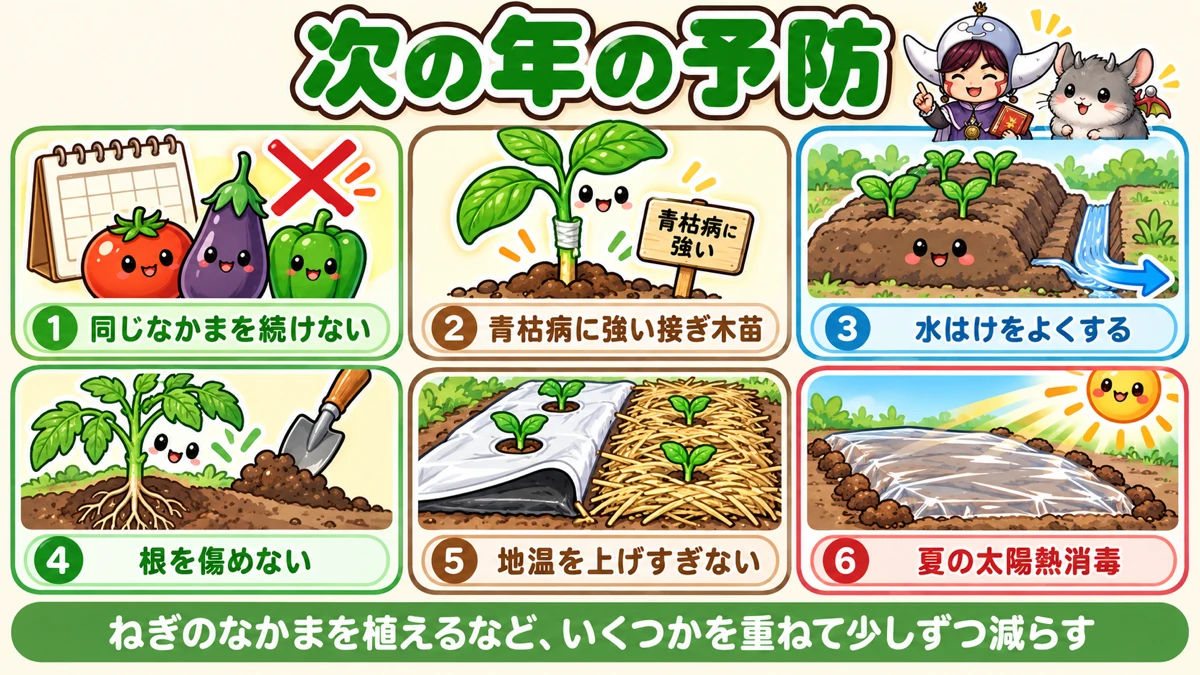 次の年の予防
青枯病に
強い
1 同じなかまを続けない
2 青枯病に強い接ぎ木苗
3 水はけをよくする
4 根を傷めない
5 地温を上げすぎない
6 夏の太陽熱消毒
ねぎのなかまを植えるなど、いくつかを重ねて少しずつ減らす